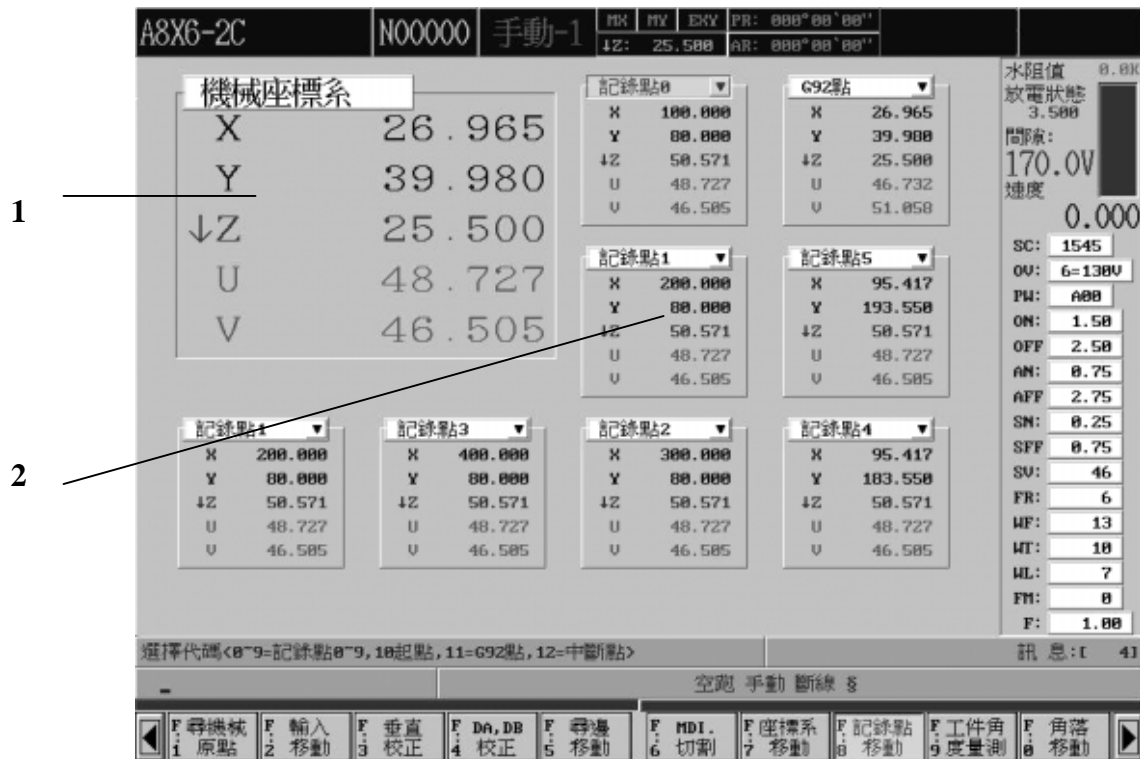 A8X6-2C N00000 手動-1 MX MY EXY PR: 000°00'00''
↓Z: 25.500 AR: 000°00'00''
機械座標系
X 26.965
Y 39.980
↓Z 25.500
U 48.727
V 46.505
1
2
記錄點0 ▼
X 100.000
Y 80.000
↓Z 50.571
U 48.727
V 46.505
G92點 ▼
X 26.965
Y 39.980
↓Z 25.500
U 46.732
V 51.058
記錄點1 ▼
X 200.000
Y 80.000
↓Z 50.571
U 48.727
V 46.505
記錄點5 ▼
X 95.417
Y 193.550
↓Z 50.571
U 48.727
V 46.505
記錄點1 ▼
X 200.000
Y 80.000
↓Z 50.571
U 48.727
V 46.505
記錄點3 ▼
X 400.000
Y 80.000
↓Z 50.571
U 48.727
V 46.505
記錄點2 ▼
X 300.000
Y 80.000
↓Z 50.571
U 48.727
V 46.505
記錄點4 ▼
X 95.417
Y 183.550
↓Z 50.571
U 48.727
V 46.505
水阻值 0.0K
放電狀態
3.500
間隙:
170.0V
速度
0.000
SC: 1545
OV: 6=130V
PW: A00
ON: 1.50
OFF 2.50
AN: 0.75
AFF 2.75
SN: 0.25
SFF 0.75
SV: 46
FR: 6
WF: 13
WT: 10
WL: 7
FM: 0
F: 1.00
選擇代碼<0~9=記錄點0~9,10起點,11=G92點,12=中斷點>
訊 息:[ 4]
_
空跑 手動 斷線 §
F1 尋機械原點
F2 輸入移動
F3 垂直校正
F4 DA,DB校正
F5 尋邊移動
F6 MDI.切割
F7 座標系移動
F8 記錄點移動
F9 工件角度量測
F0 角落移動